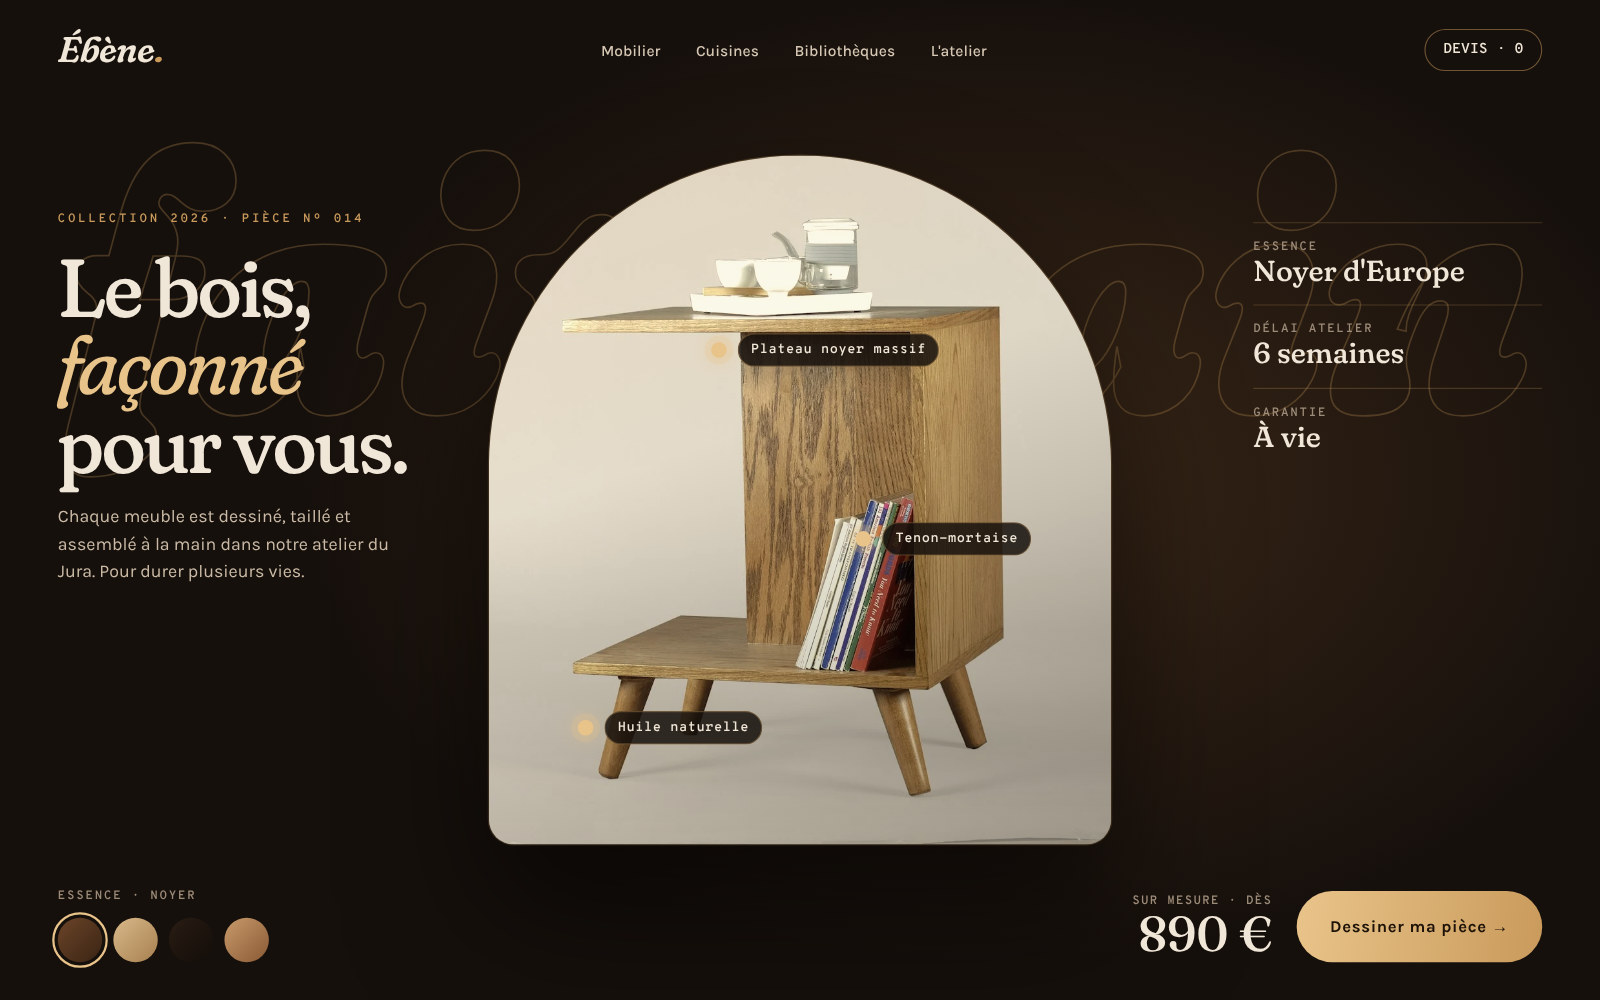 Ébène.
Mobilier
Cuisines
Bibliothèques
L'atelier
DEVIS · 0
fait
main
COLLECTION 2026 · PIÈCE Nº 014
Le bois,
façonné
pour vous.
Chaque meuble est dessiné, taillé et
assemblé à la main dans notre atelier du
Jura. Pour durer plusieurs vies.
Plateau noyer massif
Tenon-mortaise
Huile naturelle
ESSENCE
Noyer d'Europe
DÉLAI ATELIER
6 semaines
GARANTIE
À vie
ESSENCE · NOYER
SUR MESURE · DÈS
890 €
Dessiner ma pièce →